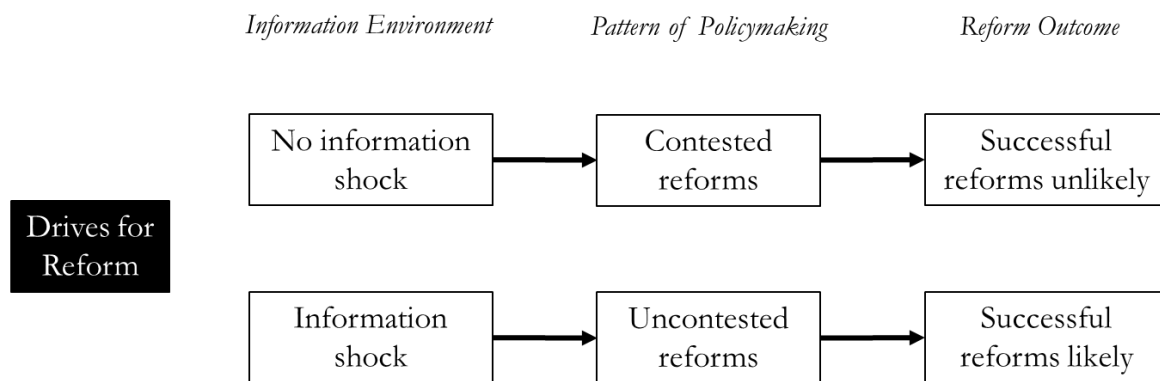 Information Environment
Pattern of Policymaking
Reform Outcome
No information
shock
Contested
reforms
Successful
reforms unlikely
Drives for
Reform
Information
shock
Uncontested
reforms
Successful
reforms likely